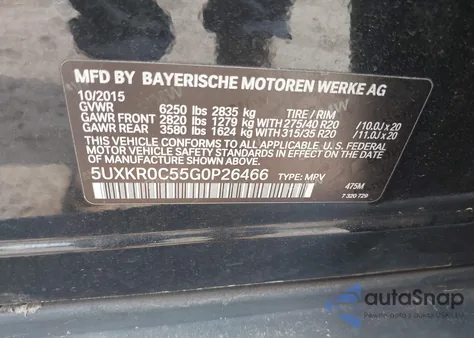 MFD BY BAYERISCHE MOTOREN WERKE AG
10/2015
GVWR 6250 lbs 2835 kg TIRE / RIM
GAWR FRONT 2820 lbs 1279 kg WITH 275/40 R20 /10.0J x 20
GAWR REAR 3580 lbs 1624 kg WITH 315/35 R20 /11.0J x 20
THIS VEHICLE CONFORMS TO ALL APPLICABLE
U.S. FEDERAL MOTOR VEHICLE SAFETY
STANDARDS IN EFFECT ON THE DATE OF
MANUFACTURE SHOWN ABOVE.
5UXKR0C55G0P26466 TYPE: MPV 475M
7 320 729
autoSnap